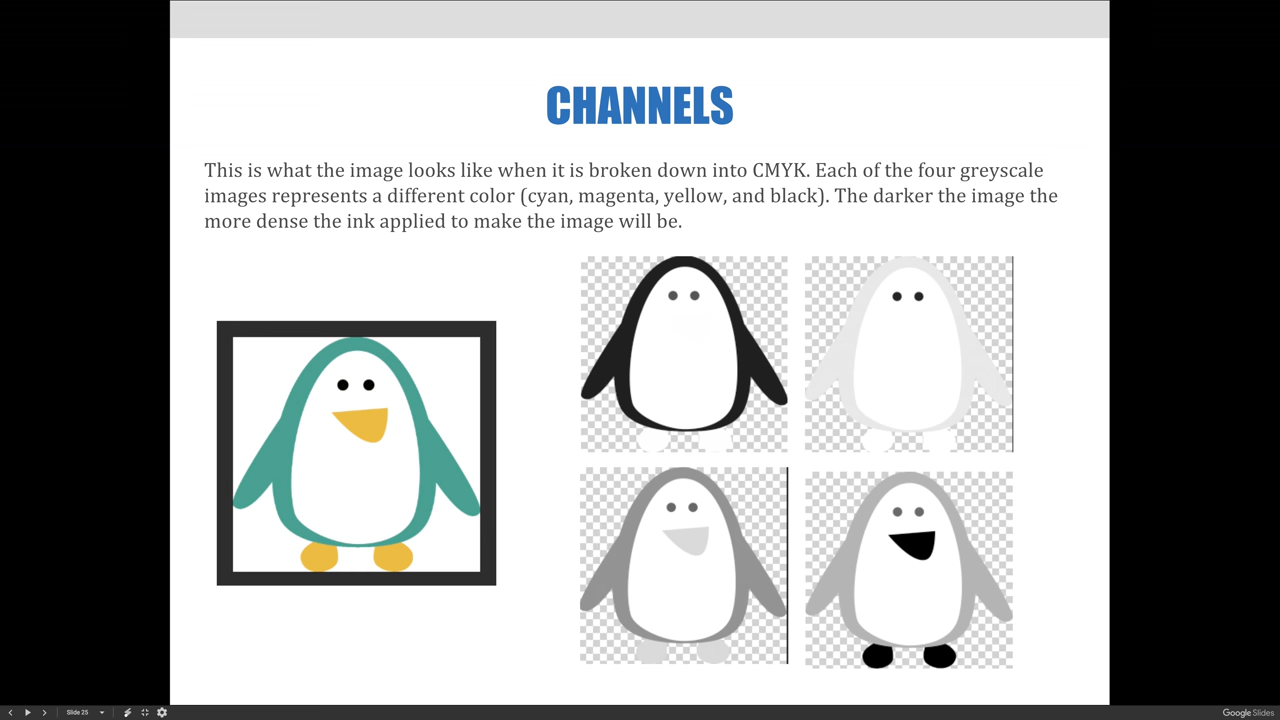 CHANNELS
This is what the image looks like when it is broken down into CMYK. Each of the four greyscale
images represents a different color (cyan, magenta, yellow, and black). The darker the image the
more dense the ink applied to make the image will be.
Slide 25
Google Slides